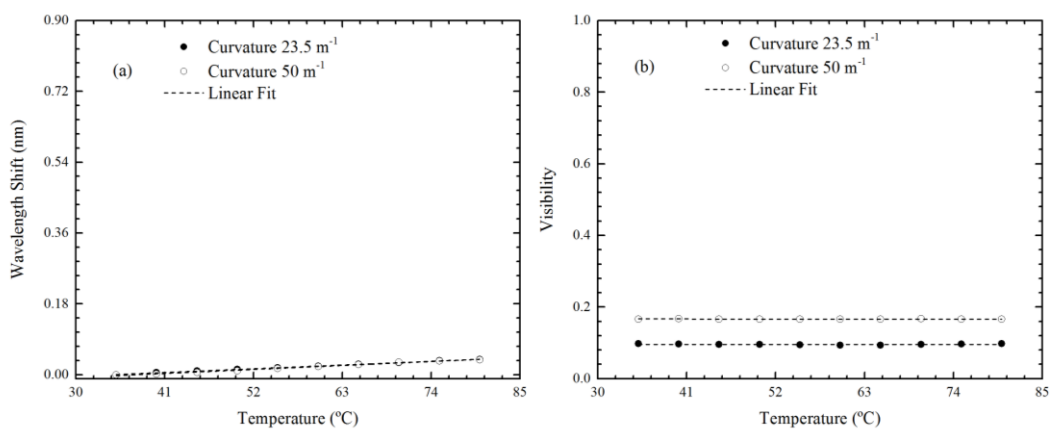 0.90
0.72
0.54
0.36
0.18
0.00
Wavelength Shift (nm)
(a)
Curvature 23.5 m⁻¹
Curvature 50 m⁻¹
Linear Fit
30 41 52 63 74 85
Temperature (ºC)
1.0
0.8
0.6
0.4
0.2
0.0
Visibility
(b)
Curvature 23.5 m⁻¹
Curvature 50 m⁻¹
Linear Fit
30 41 52 63 74 85
Temperature (ºC)